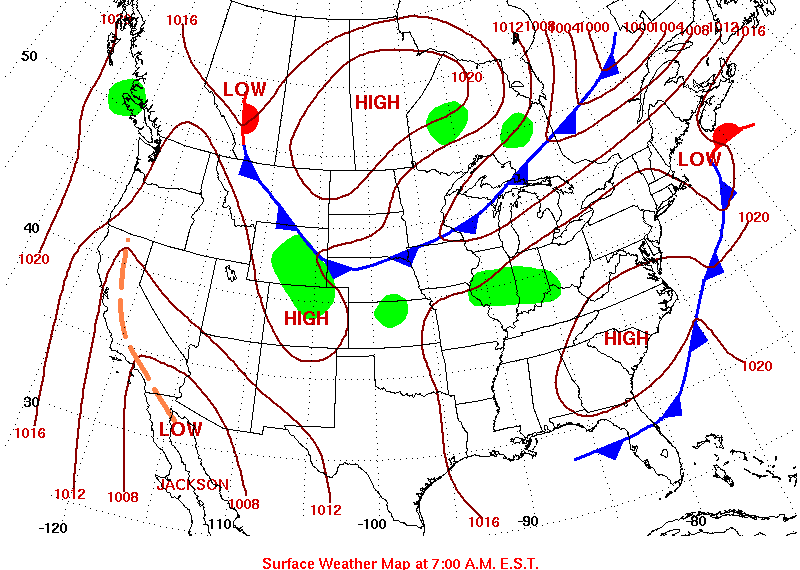 1024 1016 1012 1008 1004 1000 1000 1004 1008 1012 1016
50
LOW
1020
HIGH
LOW
40
1020
1020
HIGH
HIGH
1020
30
1016
LOW
1012 1008 JACKSON 1008 1012
1016
-120 -110 -100 -90 -80
Surface Weather Map at 7:00 A.M. E.S.T.